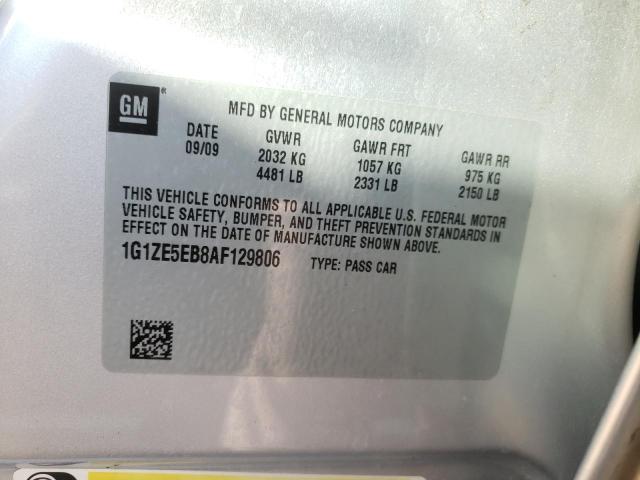 GM®
MFD BY GENERAL MOTORS COMPANY
DATE GVWR GAWR FRT GAWR RR
09/09 2032 KG 1057 KG 975 KG
4481 LB 2331 LB 2150 LB
THIS VEHICLE CONFORMS TO ALL APPLICABLE U.S. FEDERAL MOTOR
VEHICLE SAFETY, BUMPER, AND THEFT PREVENTION STANDARDS IN
EFFECT ON THE DATE OF MANUFACTURE SHOWN ABOVE.
1G1ZE5EB8AF129806 TYPE: PASS CAR